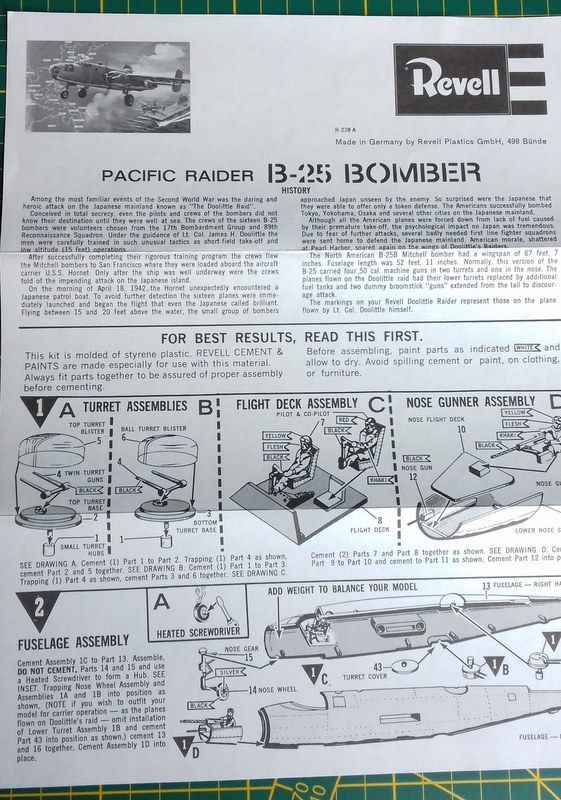 Revell
H-238 A
Made in Germany by Revell Plastics GmbH, 498 Bünde
PACIFIC RAIDER B-25 BOMBER
HISTORY
Among the most familiar events of the Second World War was the daring and
heroic attack on the Japanese mainland known as "The Doolittle Raid".
Conceived in total secrecy, even the pilots and crews of the bombers did not
know their destination until they were well at sea. The crews of the sixteen B-25
bombers were volunteers chosen from the 17th Bombardment Group and 89th
Reconnaissance Squadron. Under the guidance of Lt. Col. James H. Doolittle the
men were carefully trained in such unusual tactics as short-field take-off and
low altitude (15 feet) operations.
After successfully completing their rigorous training program the crews flew
the Mitchell bombers to San Francisco where they were loaded aboard the aircraft
carrier U.S.S. Hornet. Only after the ship was well underway were the crews
told of the impending attack on the Japanese island.
On the morning of April 18, 1942, the Hornet unexpectedly encountered a
Japanese patrol boat. To avoid further detection the sixteen planes were imme-
diately launched and began the flight that even the Japanese called brilliant.
Flying between 15 and 20 feet above the water, the small group of bombers
approached Japan unseen by the enemy. So surprised were the Japanese that
they were able to offer only a token defense. The Americans successfully bombed
Tokyo, Yokohama, Osaka and several other cities on the Japanese mainland.
Although all the American planes were forced down from lack of fuel caused
by their premature take-off, the psychological impact on Japan was tremendous.
Due to fear of further attacks, several badly needed first line fighter squadrons
were sent home to defend the Japanese mainland. American morale, shattered
at Pearl Harbor, snared again on the wings of Doolittle's Raiders.
The North American B-25B Mitchell bomber had a wingspan of 67 feet, 7
inches. Fuselage length was 52 feet, 11 inches. Normally, this version of the
B-25 carried four .50 cal. machine guns in two turrets and one in the nose. The
planes flown on the Doolittle raid had their lower turrets replaced by additional
fuel tanks and two dummy broomstick "guns" extended from the tail to discour-
age attack.
The markings on your Revell Doolittle Raider represent those on the plane
flown by Lt. Col. Doolittle himself.
FOR BEST RESULTS, READ THIS FIRST.
This kit is molded of styrene plastic. REVELL CEMENT &
PAINTS are made especially for use with this material.
Always fit parts together to be assured of proper assembly
before cementing.
Before assembling, paint parts as indicated WHITE and
allow to dry. Avoid spilling cement or paint, on clothing,
or furniture.
1 A TURRET ASSEMBLIES B
TOP TURRET
BLISTER
5
4 TWIN TURRET
GUNS
BLACK
TOP TURRET
BASE
2
1 SMALL TURRET
HUBS
BALL TURRET BLISTER
6
4
BLACK
3
BOTTOM
TURRET BASE
1
FLIGHT DECK ASSEMBLY C
PILOT & CO-PILOT
7
RED
BLACK
YELLOW
FLESH
BLACK
KHAKI
8
FLIGHT DECK
NOSE GUNNER ASSEMBLY D
NOSE FLIGHT DECK
10
YELLOW
FLESH
KHAKI
BLACK
BLACK
NOSE GUN
12
NOSE GU
LOWER NOSE S
SEE DRAWING A. Cement (1) Part 1 to Part 2. Trapping (1) Part 4 as shown,
cement Part 2 and 5 together. SEE DRAWING B. Cement (1) Part 1 to Part 3.
Trapping (1) Part 4 as shown, cement Parts 3 and 6 together. SEE DRAWING C.
Cement (2) Parts 7 and Part 8 together as shown. SEE DRAWING D. Ce
Part 9 to Part 10 and cement to Part 11 as shown. Cement Part 12 into p
2
FUSELAGE ASSEMBLY
Cement Assembly 1C to Part 13. Assemble,
DO NOT CEMENT, Parts 14 and 15 and use
a Heated Screwdriver to form a Hub. SEE
INSET. Trapping Nose Wheel Assembly and
Assemblies 1A and 1B into position as
shown, (NOTE if you wish to outfit your
model for carrier operation — as the planes
flown on Doolittle's raid — omit installation
of Lower Turret Assembly 1B and cement
Part 43 into position as shown.) cement 13
and 16 together. Cement Assembly 1D into
place.
A
HEATED SCREWDRIVER
ADD WEIGHT TO BALANCE YOUR MODEL
13 FUSELAGE — RIGHT HA
NOSE GEAR
15
SILVER
14 NOSE WHEEL
BLACK
1 D
1 C.
43
TURRET COVER
1 B
1
FUSELAGE —
70
10